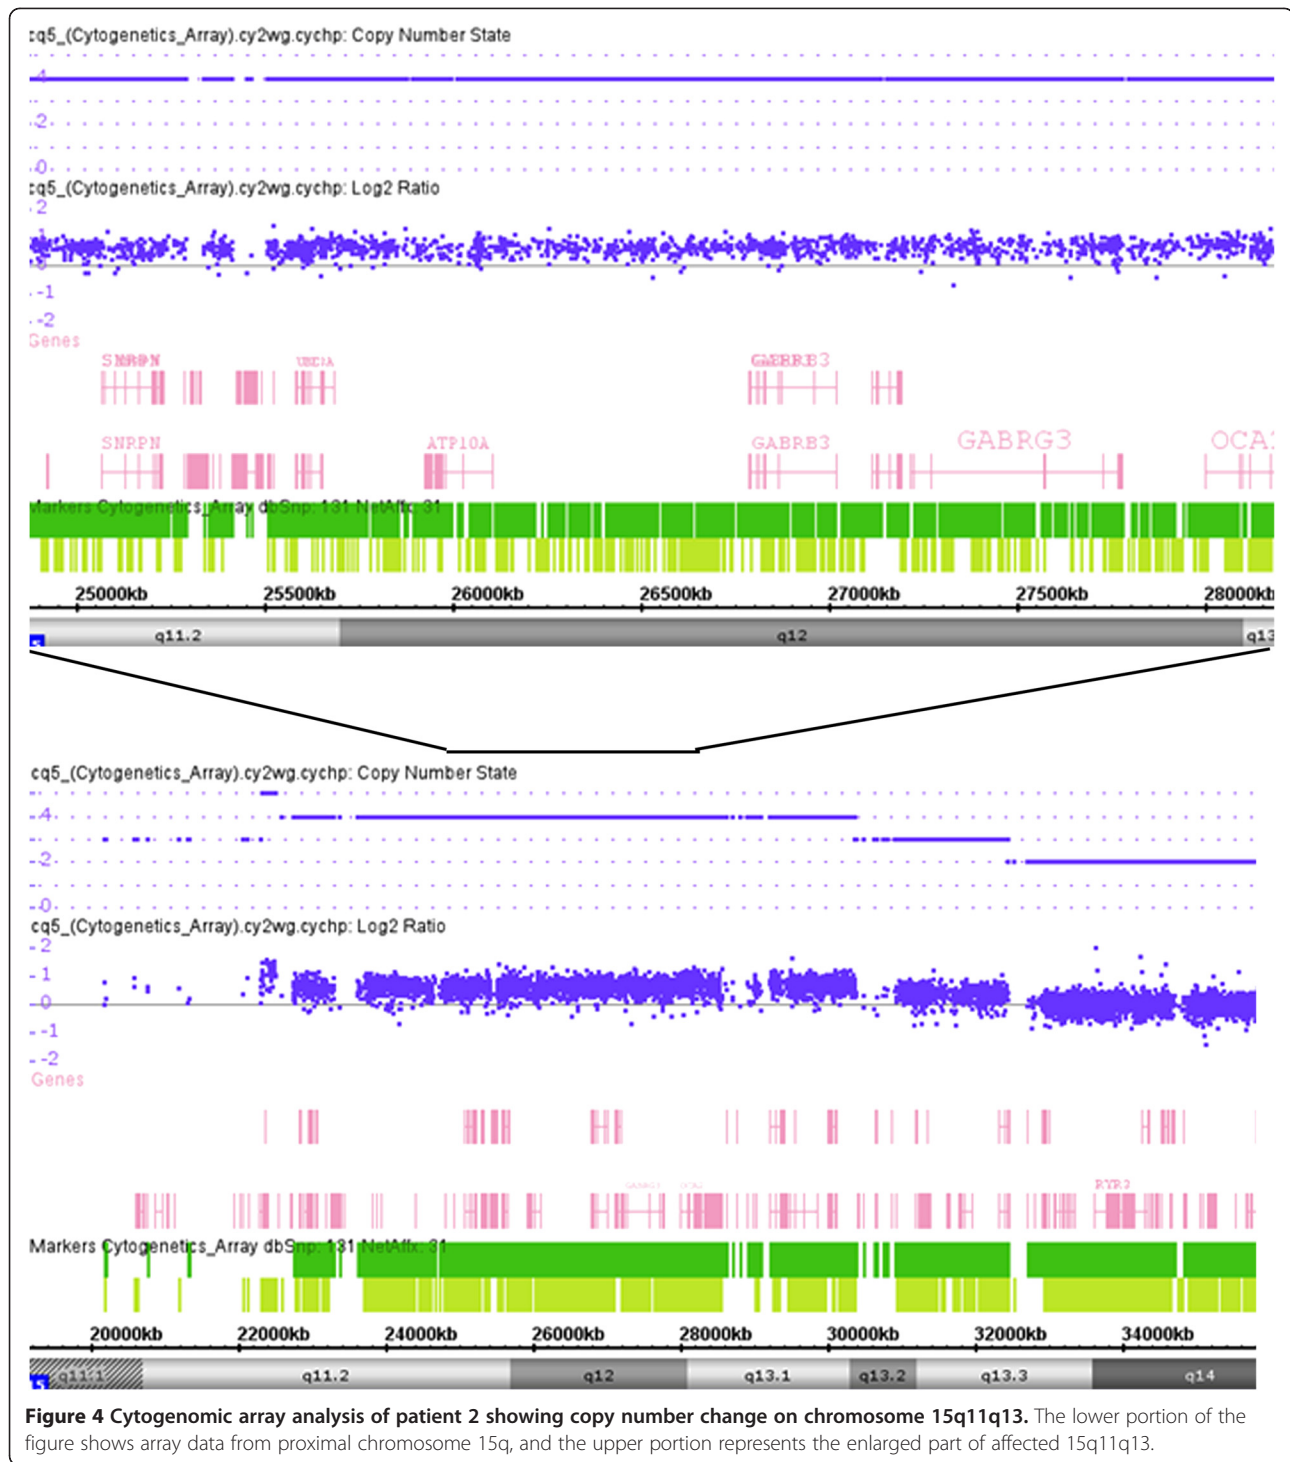 cq5_(Cytogenetics_Array).cy2wg.cychp: Copy Number State
4
2
0
cq5_(Cytogenetics_Array).cy2wg.cychp: Log2 Ratio
2
1
0
-1
-2
Genes
SNRPN GABRB3
SNRPN ATP10A GABRB3 GABRG3 OCA2
Markers Cytogenetics_Array dbSnp: 131 NetAffx: 31
25000kb 25500kb 26000kb 26500kb 27000kb 27500kb 28000kb
q11.2 q12 q13
cq5_(Cytogenetics_Array).cy2wg.cychp: Copy Number State
4
2
0
cq5_(Cytogenetics_Array).cy2wg.cychp: Log2 Ratio
2
1
0
-1
-2
Genes
GABRG3 OCA2 RYR3
Markers Cytogenetics_Array dbSnp: 131 NetAffx: 31
20000kb 22000kb 24000kb 26000kb 28000kb 30000kb 32000kb 34000kb
q11.1 q11.2 q12 q13.1 q13.2 q13.3 q14
Figure 4 Cytogenomic array analysis of patient 2 showing copy number change on chromosome 15q11q13. The lower portion of the
figure shows array data from proximal chromosome 15q, and the upper portion represents the enlarged part of affected 15q11q13.